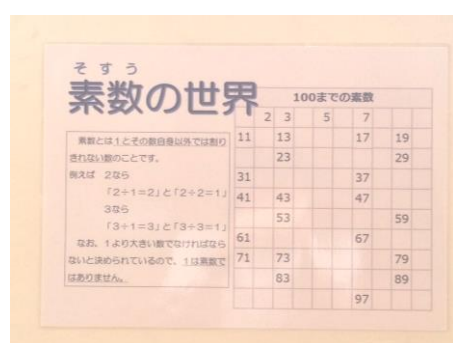 そすう
素数の世界
素数とは1とその数自身以外では割り
きれない数のことです。
例えば 2なら
「2÷1=2」と「2÷2=1」
3なら
「3÷1=3」と「3÷3=1」
なお、1より大きい数でなければなら
ないと決められているので、1は素数で
はありません。
100までの素数
2 3 5 7
11 13 17 19
23 29
31 37
41 43 47
53 59
61 67
71 73 79
83 89
97